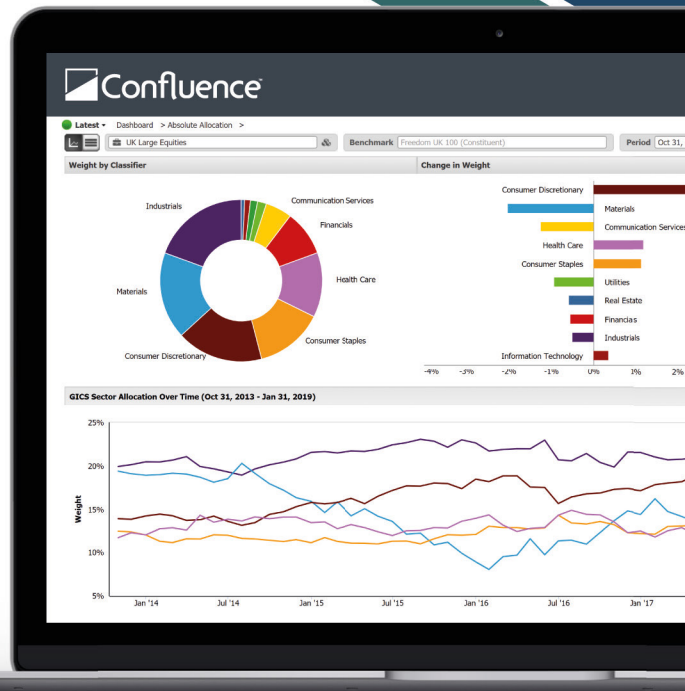 Confluence
Latest Dashboard > Absolute Allocation >
UK Large Equities Benchmark Freedom UK 100 (Constituent) Period Oct 31,
Weight by Classifier Change in Weight
Industrials
Communication Services
Financials
Health Care
Consumer Staples
Consumer Discretionary
Materials
Consumer Discretionary
Materials
Communication Services
Health Care
Consumer Staples
Utilities
Real Estate
Financias
Industrials
Information Technology
-4% -3% -2% -1% 0% 1% 2%
GICS Sector Allocation Over Time (Oct 31, 2013 - Jan 31, 2019)
Weight
25%
20%
15%
10%
5%
Jan '14 Jul '14 Jan '15 Jul '15 Jan '16 Jul '16 Jan '17